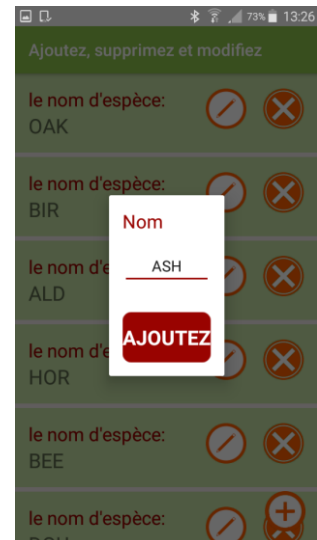 73% 13:26
Ajoutez, supprimez et modifiez
le nom d'espèce:
OAK
le nom d'espèce:
BIR
Nom
le nom d'e
ASH
ALD
AJOUTEZ
le nom d'e
HOR
le nom d'espèce:
BEE
le nom d'espèce: